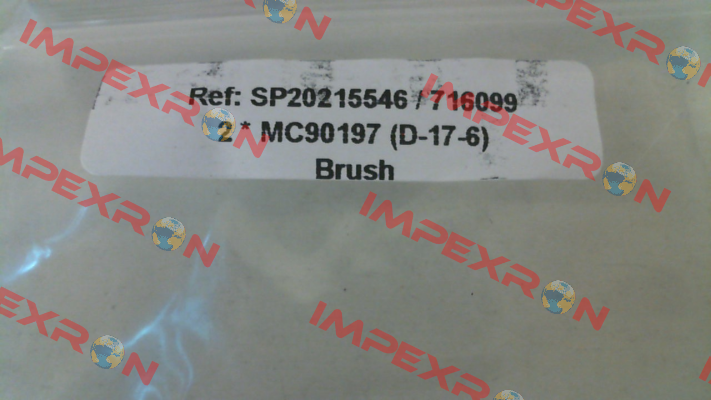 IMPEXRON
IMPEXRON
IMPEXRON
Ref: SP20215546 / 716099
2 * MC90197 (D-17-6)
Brush
IMPEXRON
IMPEXRON
IMPEXRON
IMPEXRON